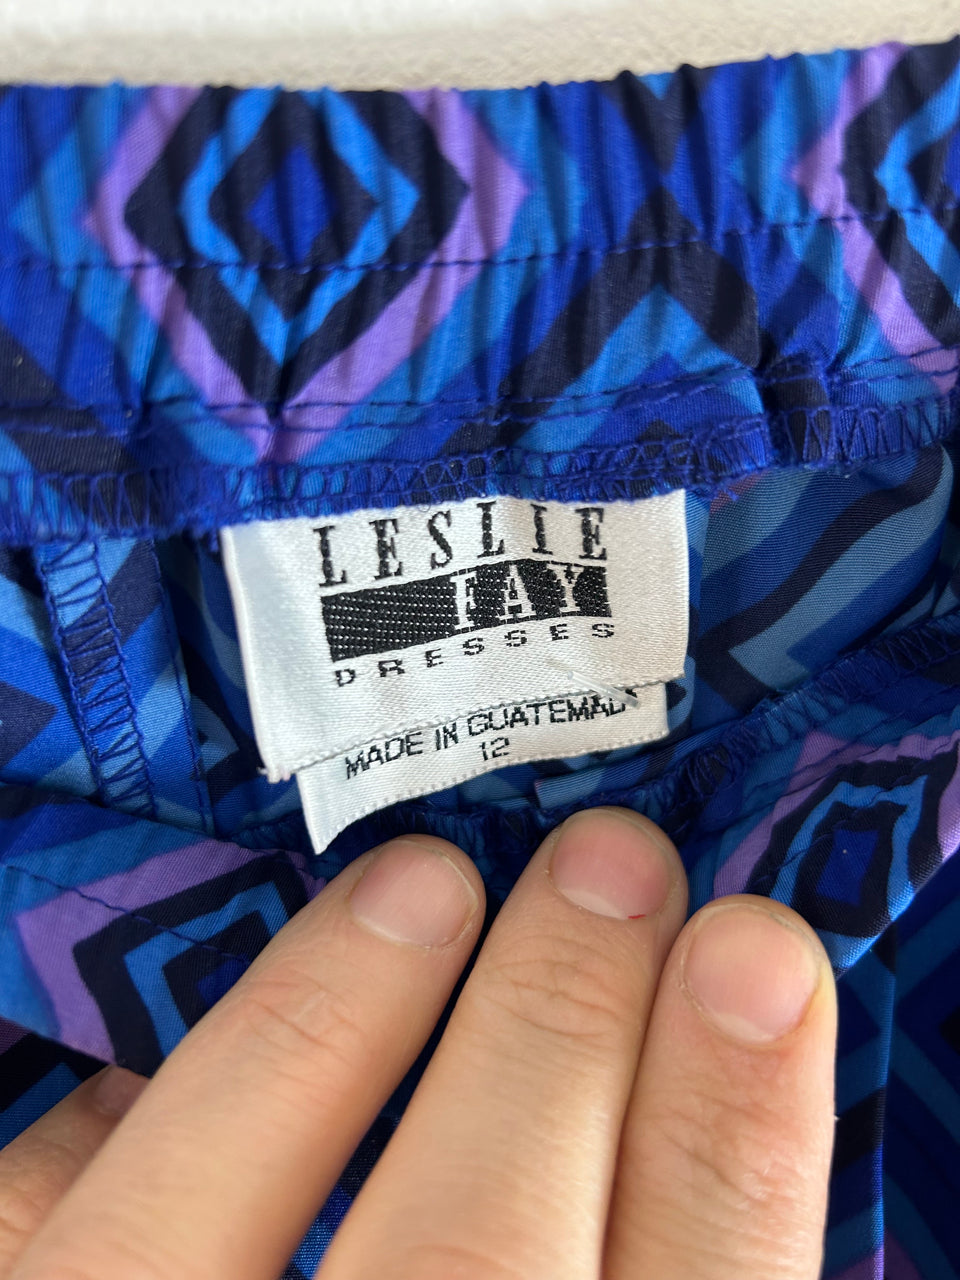 LESLIE
FAY
DRESSES
MADE IN GUATEMALA
12